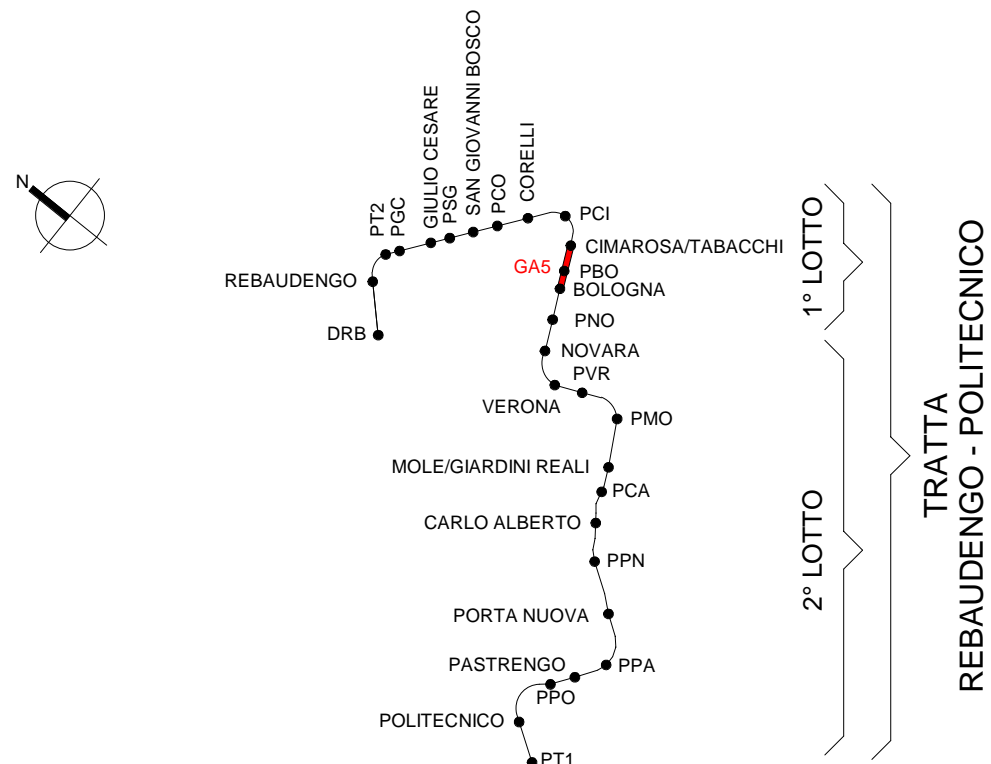 N
PT2
PGC
GIULIO CESARE
PSG
SAN GIOVANNI BOSCO
PCO
CORELLI
PCI
CIMAROSA/TABACCHI
GA5
PBO
BOLOGNA
REBAUDENGO
DRB
PNO
NOVARA
PVR
VERONA
PMO
MOLE/GIARDINI REALI
PCA
CARLO ALBERTO
PPN
PORTA NUOVA
PASTRENGO
PPA
PPO
POLITECNICO
PT1
1° LOTTO
2° LOTTO
TRATTA
REBAUDENGO - POLITECNICO